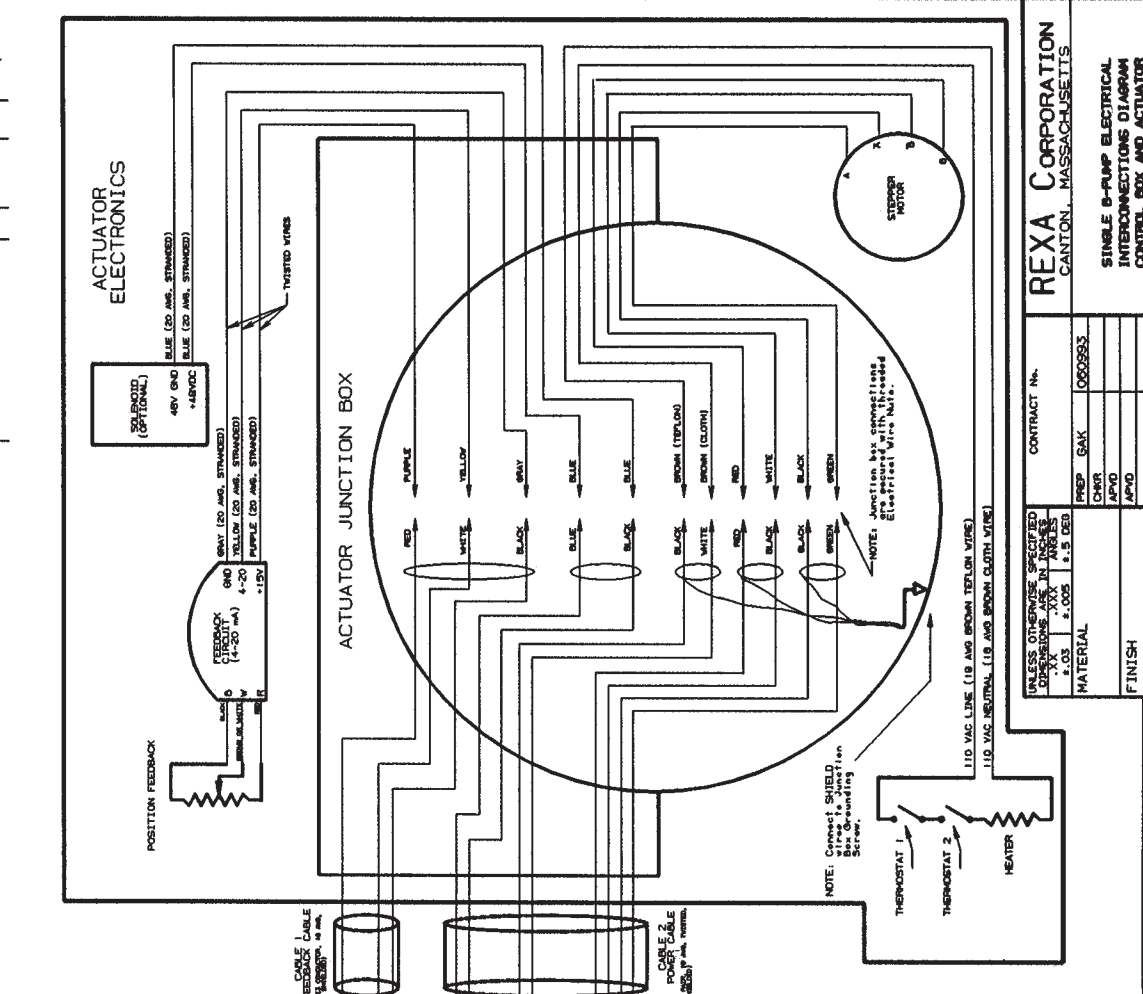 ACTUATOR
ELECTRONICS
SOLENOID
(OPTIONAL)
48V GND
+48VDC
BLUE (20 AWG, STRANDED)
BLUE (20 AWG, STRANDED)
TWISTED WIRES
GRAY (20 AWG, STRANDED)
YELLOW (20 AWG, STRANDED)
PURPLE (20 AWG, STRANDED)
FEEDBACK
CIRCUIT
(4-20 mA)
GND
4-20
+15V
B
W
R
BLACK
RED
POSITION FEEDBACK
ACTUATOR JUNCTION BOX
PURPLE
YELLOW
GRAY
BLUE
BLUE
BROWN (TEFLON)
BROWN (CLOTH)
RED
WHITE
BLACK
GREEN
RED
WHITE
BLACK
BLUE
BLACK
BLACK
WHITE
RED
BLACK
BLACK
GREEN
NOTE: Junction box connections
are secured with threaded
Electrical Wire Nuts.
STEPPER
MOTOR
A
B
NOTE: Connect SHIELD
wires to Junction
Box Grounding
Screw.
110 VAC LINE (18 AWG BROWN TEFLON WIRE)
110 VAC NEUTRAL (18 AWG BROWN CLOTH WIRE)
THERMOSTAT 1
THERMOSTAT 2
HEATER
CABLE 1
EEDBACK CABLE
CABLE 2
POWER CABLE
REXA CORPORATION
CANTON, MASSACHUSETTS
SINGLE B-PUMP ELECTRICAL
INTERCONNECTIONS DIAGRAM
CONTROL BOX AND ACTUATOR
CONTRACT No.
PREP GAK 060993
CHKR
APVD
APVD
UNLESS OTHERWISE SPECIFIED
DIMENSIONS ARE IN INCHES
.XX .XXX ANGLES
±.03 ±.005 ±.5 DEG
MATERIAL
FINISH